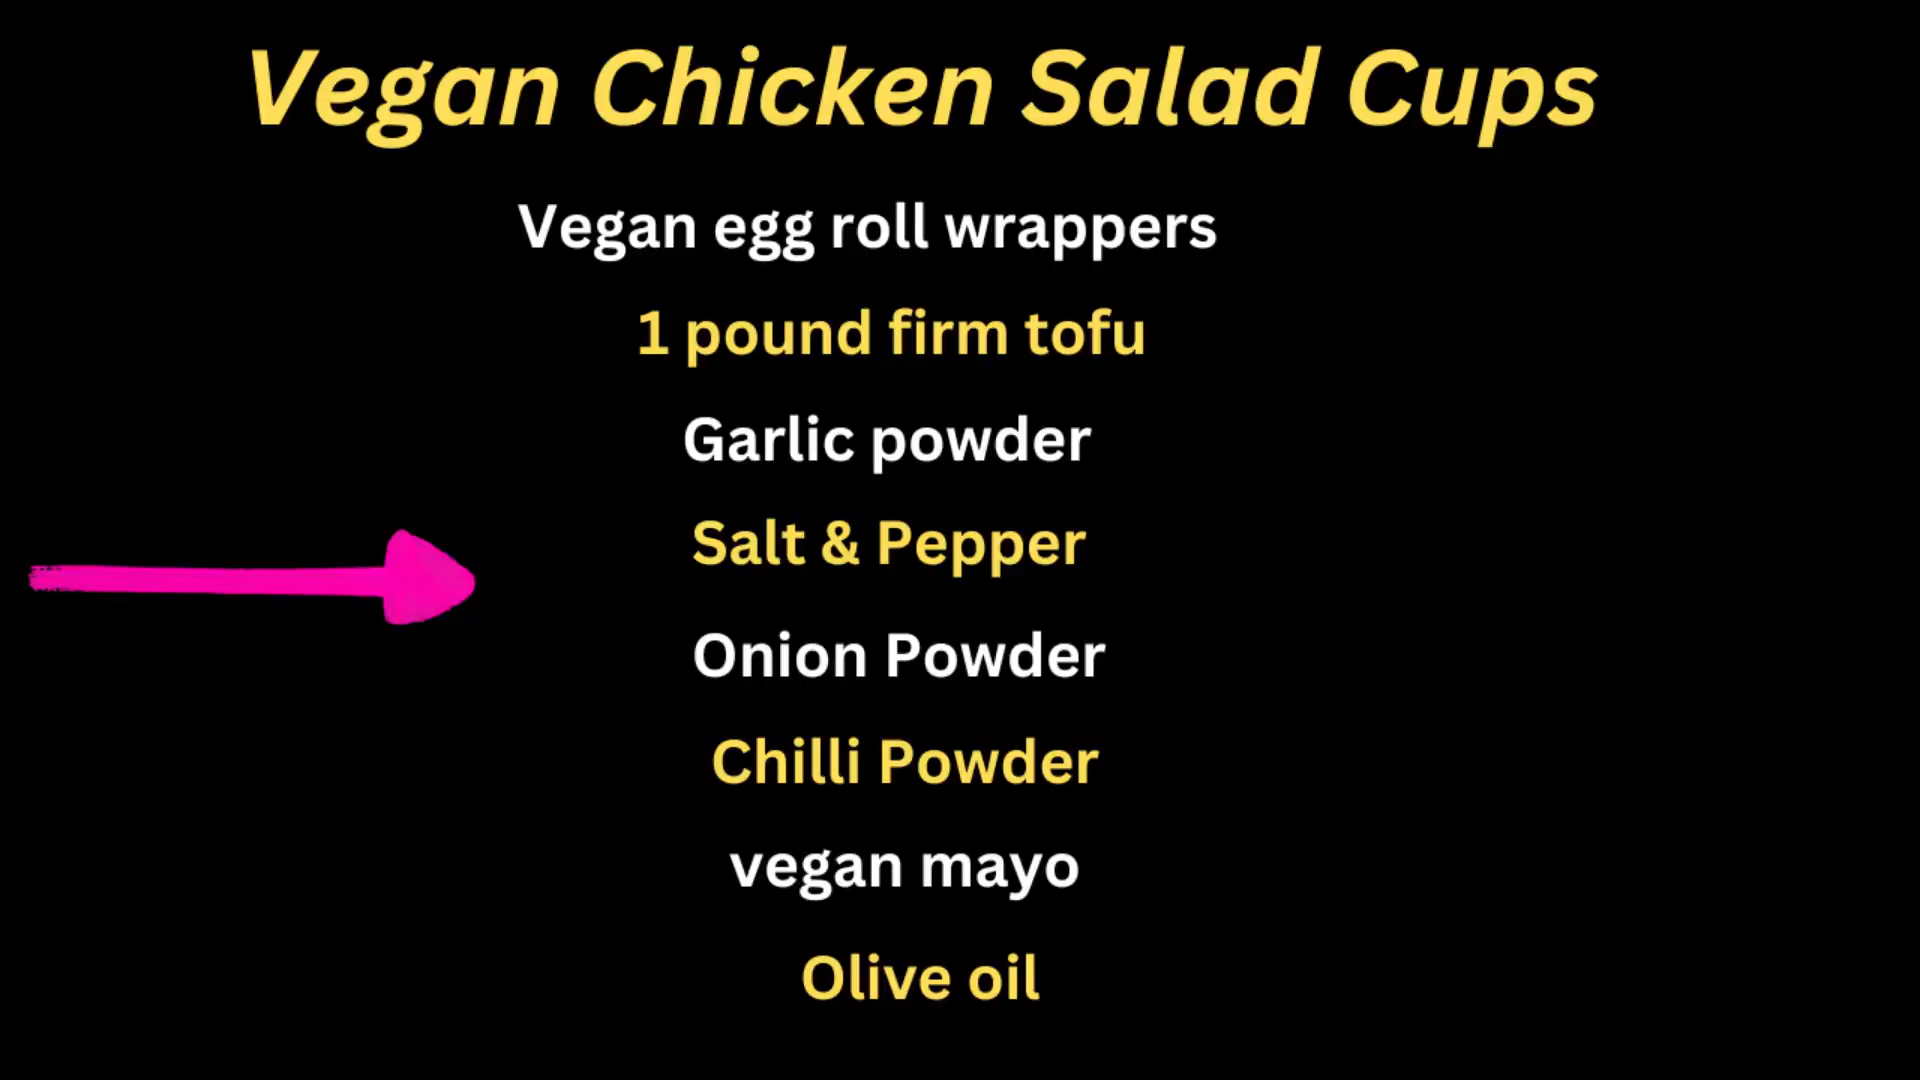 Vegan Chicken Salad Cups
Vegan egg roll wrappers
1 pound firm tofu
Garlic powder
Salt & Pepper
Onion Powder
Chilli Powder
vegan mayo
Olive oil